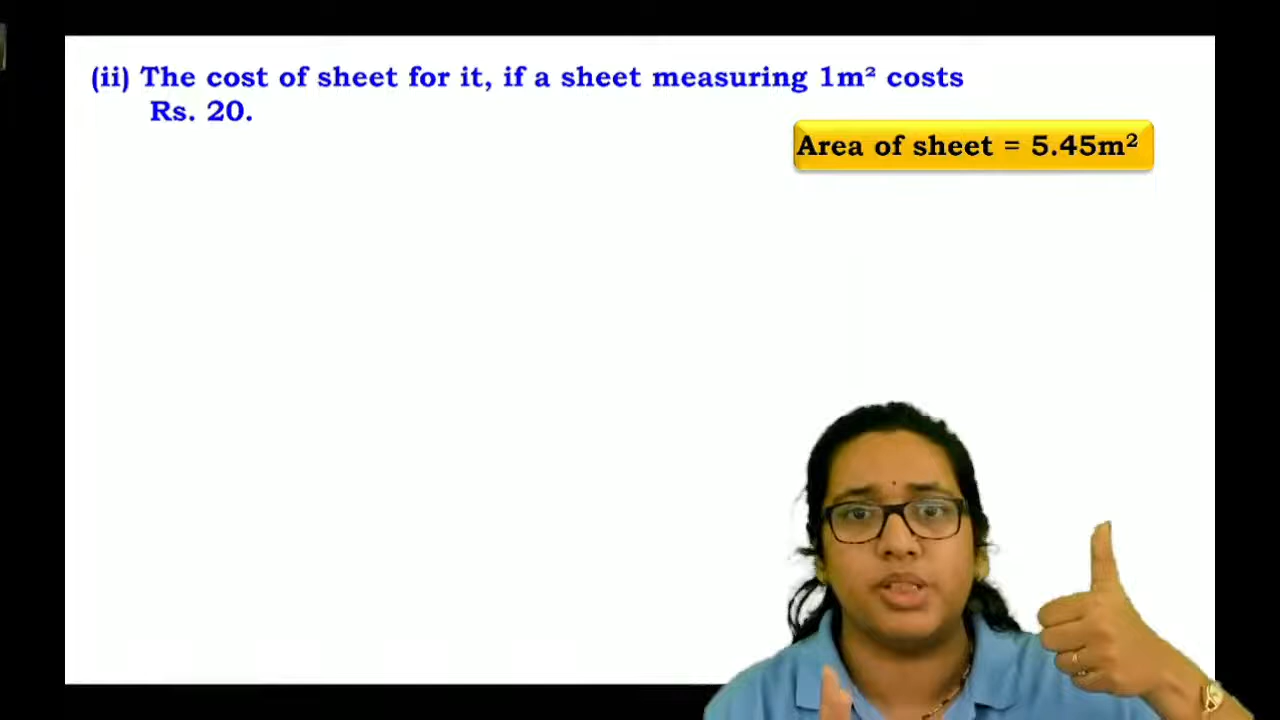 (ii) The cost of sheet for it, if a sheet measuring 1m² costs
Rs. 20.
Area of sheet = 5.45m²